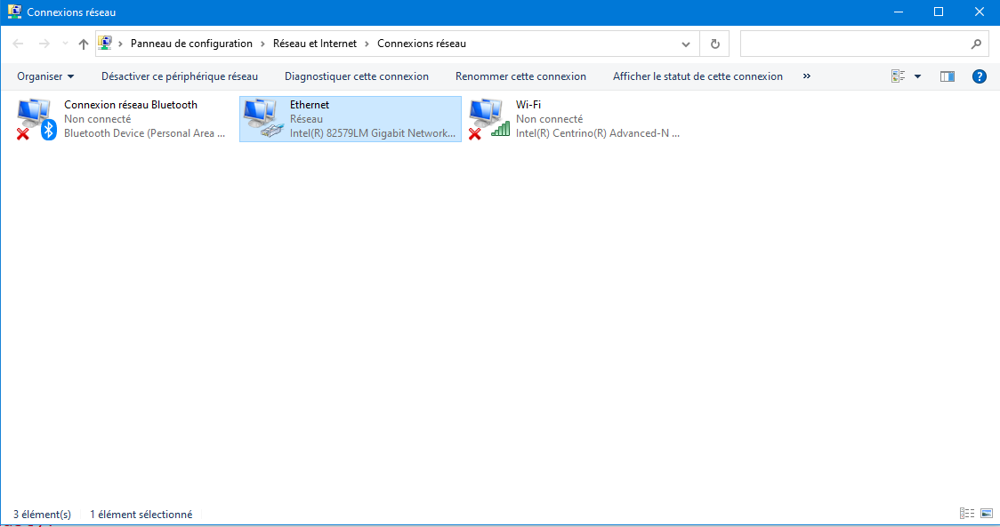 Connexions réseau
Panneau de configuration > Réseau et Internet > Connexions réseau
Organiser Désactiver ce périphérique réseau Diagnostiquer cette connexion Renommer cette connexion Afficher le statut de cette connexion »
Connexion réseau Bluetooth
Non connecté
Bluetooth Device (Personal Area ...
Ethernet
Réseau
Intel(R) 82579LM Gigabit Network...
Wi-Fi
Non connecté
Intel(R) Centrino(R) Advanced-N ...
3 élément(s) 1 élément sélectionné